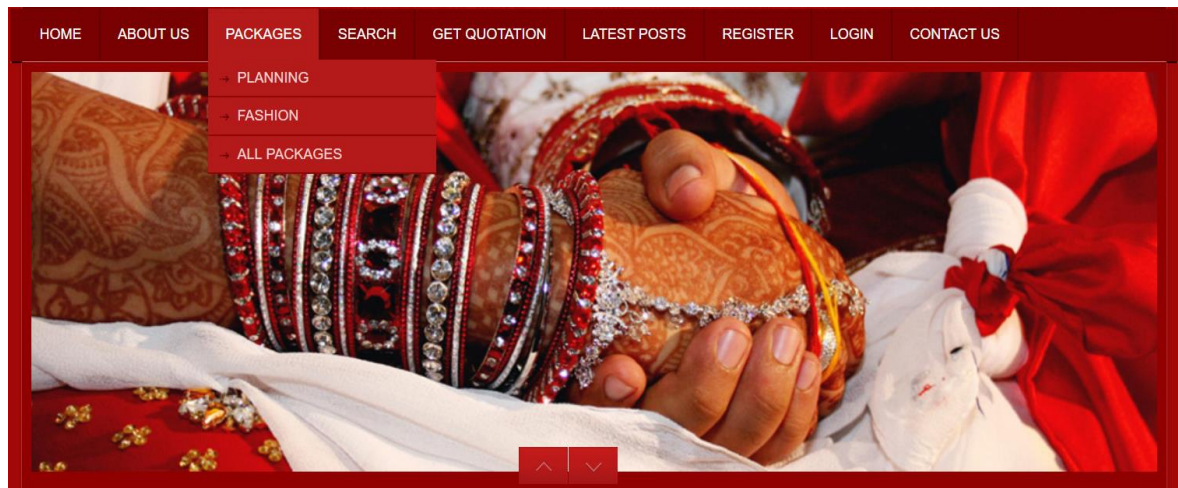 HOME ABOUT US PACKAGES SEARCH GET QUOTATION LATEST POSTS REGISTER LOGIN CONTACT US
PLANNING
FASHION
ALL PACKAGES